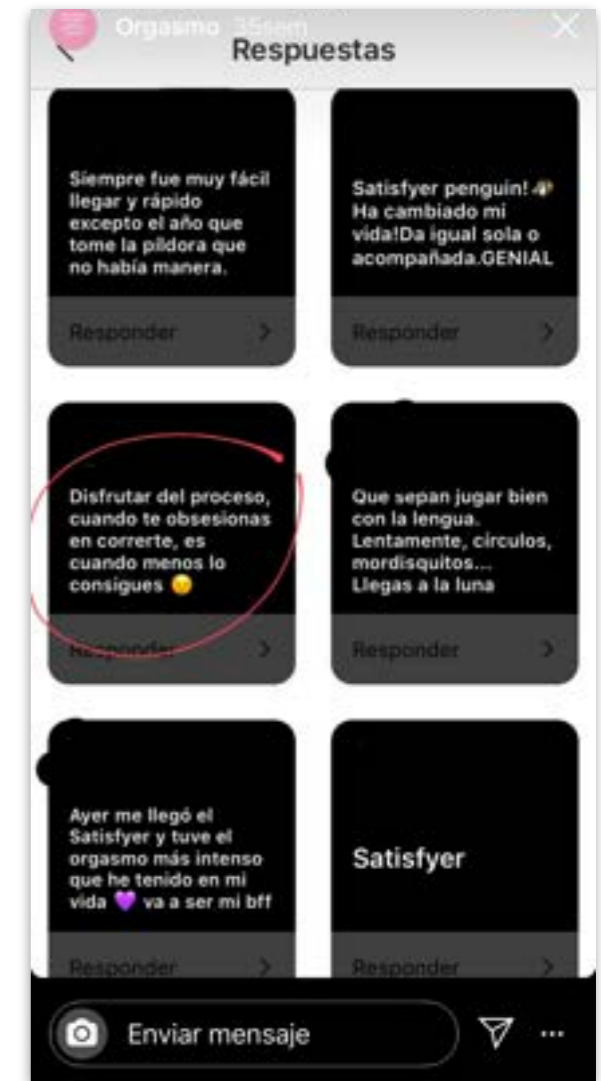 Orgasmo 35sem
Respuestas
Siempre fue muy fácil
llegar y rápido
excepto el año que
tome la píldora que
no había manera.
Responder
Satisfyer penguin!
Ha cambiado mi
vida!Da igual sola o
acompañada.GENIAL
Responder
Disfrutar del proceso,
cuando te obsesionas
en correrte, es
cuando menos lo
consigues 😕
Responder
Que sepan jugar bien
con la lengua.
Lentamente, círculos,
mordisquitos...
Llegas a la luna
Responder
Ayer me llegó el
Satisfyer y tuve el
orgasmo más intenso
que he tenido en mi
vida 💜 va a ser mi bff
Responder
Satisfyer
Responder
Enviar mensaje